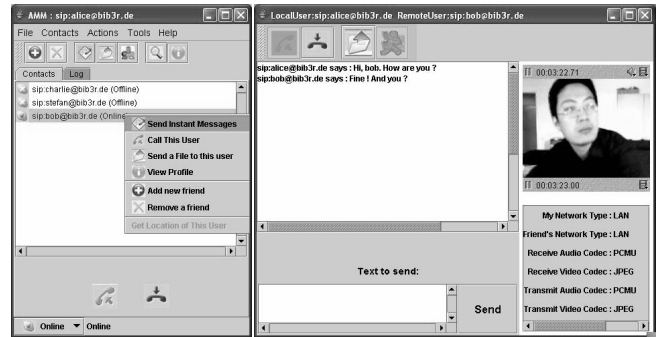 AMM : sip:alice@bib3r.de
File Contacts Actions Tools Help
Contacts Log
sip:charlie@bib3r.de (Offline)
sip:stefan@bib3r.de (Offline)
sip:bob@bib3r.de (Online
Send Instant Messages
Call This User
Send a File to this user
View Profile
Add new friend
Remove a friend
Get Location of This User
Online Online
LocalUser:sip:alice@bib3r.de RemoteUser:sip:bob@bib3r.de
sip:alice@bib3r.de says : Hi, bob. How are you ?
sip:bob@bib3r.de says : Fine ! And you ?
Text to send:
Send
00:03:22.71
00:03:23.00
My Network Type : LAN
Friend's Network Type : LAN
Receive Audio Codec : PCMU
Receive Video Codec : JPEG
Transmit Audio Codec : PCMU
Transmit Video Codec : JPEG